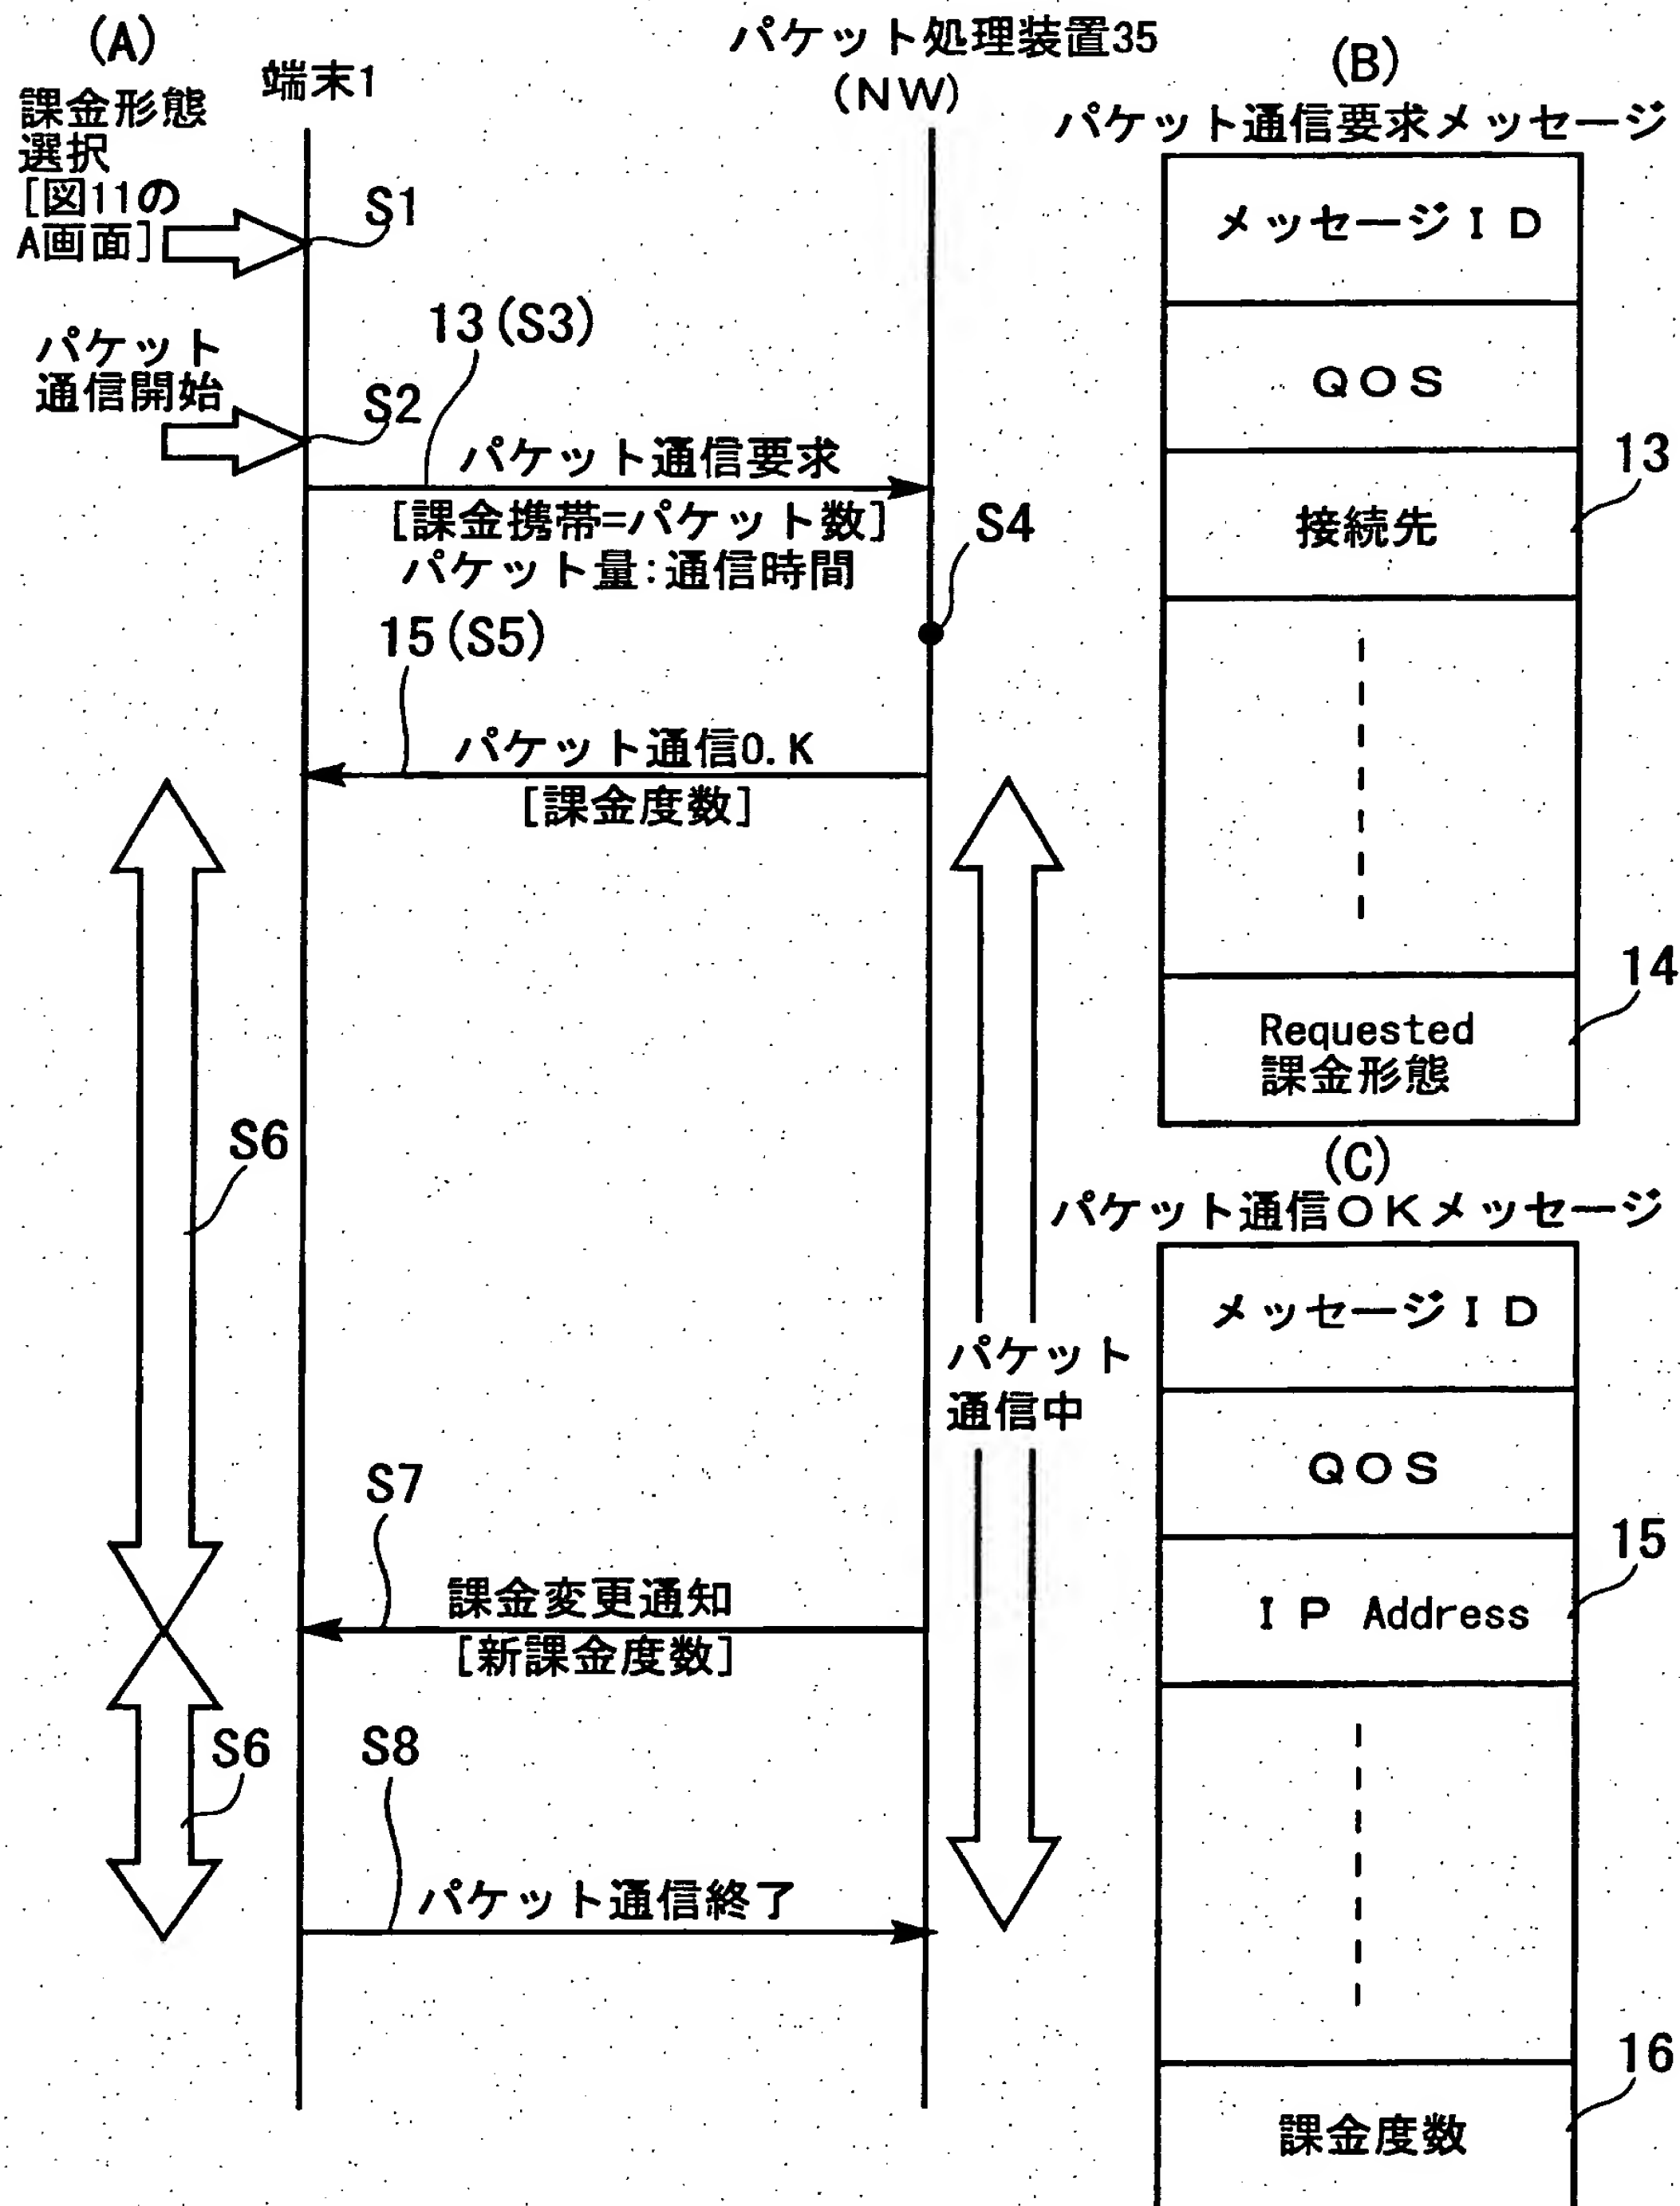 (A)
課金形態
選択
[図11の
A画面]
端末1
パケット処理装置35
(NW)
S1
パケット
通信開始
S2
13(S3)
パケット通信要求
[課金携帯=パケット数]
パケット量:通信時間
S4
15(S5)
パケット通信O.K
[課金度数]
S6
パケット
通信中
S7
課金変更通知
[新課金度数]
S6
S8
パケット通信終了
(B)
パケット通信要求メッセージ
メッセージID
QOS
13
接続先
14
Requested
課金形態
(C)
パケット通信OKメッセージ
メッセージID
QOS
15
IP Address
16
課金度数